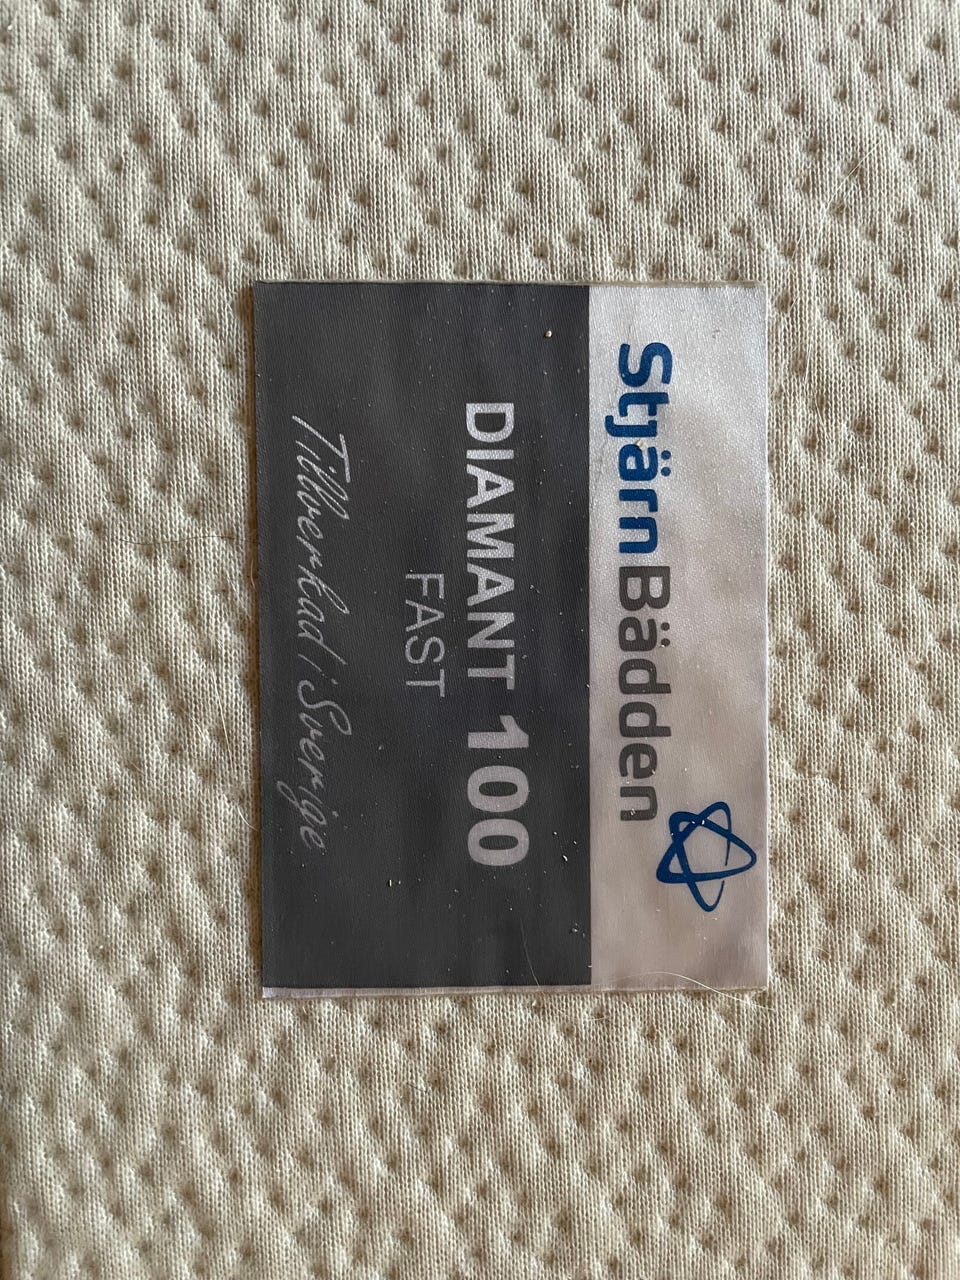 StjärnBädden
DIAMANT 100
FAST
Tillverkad i Sverige